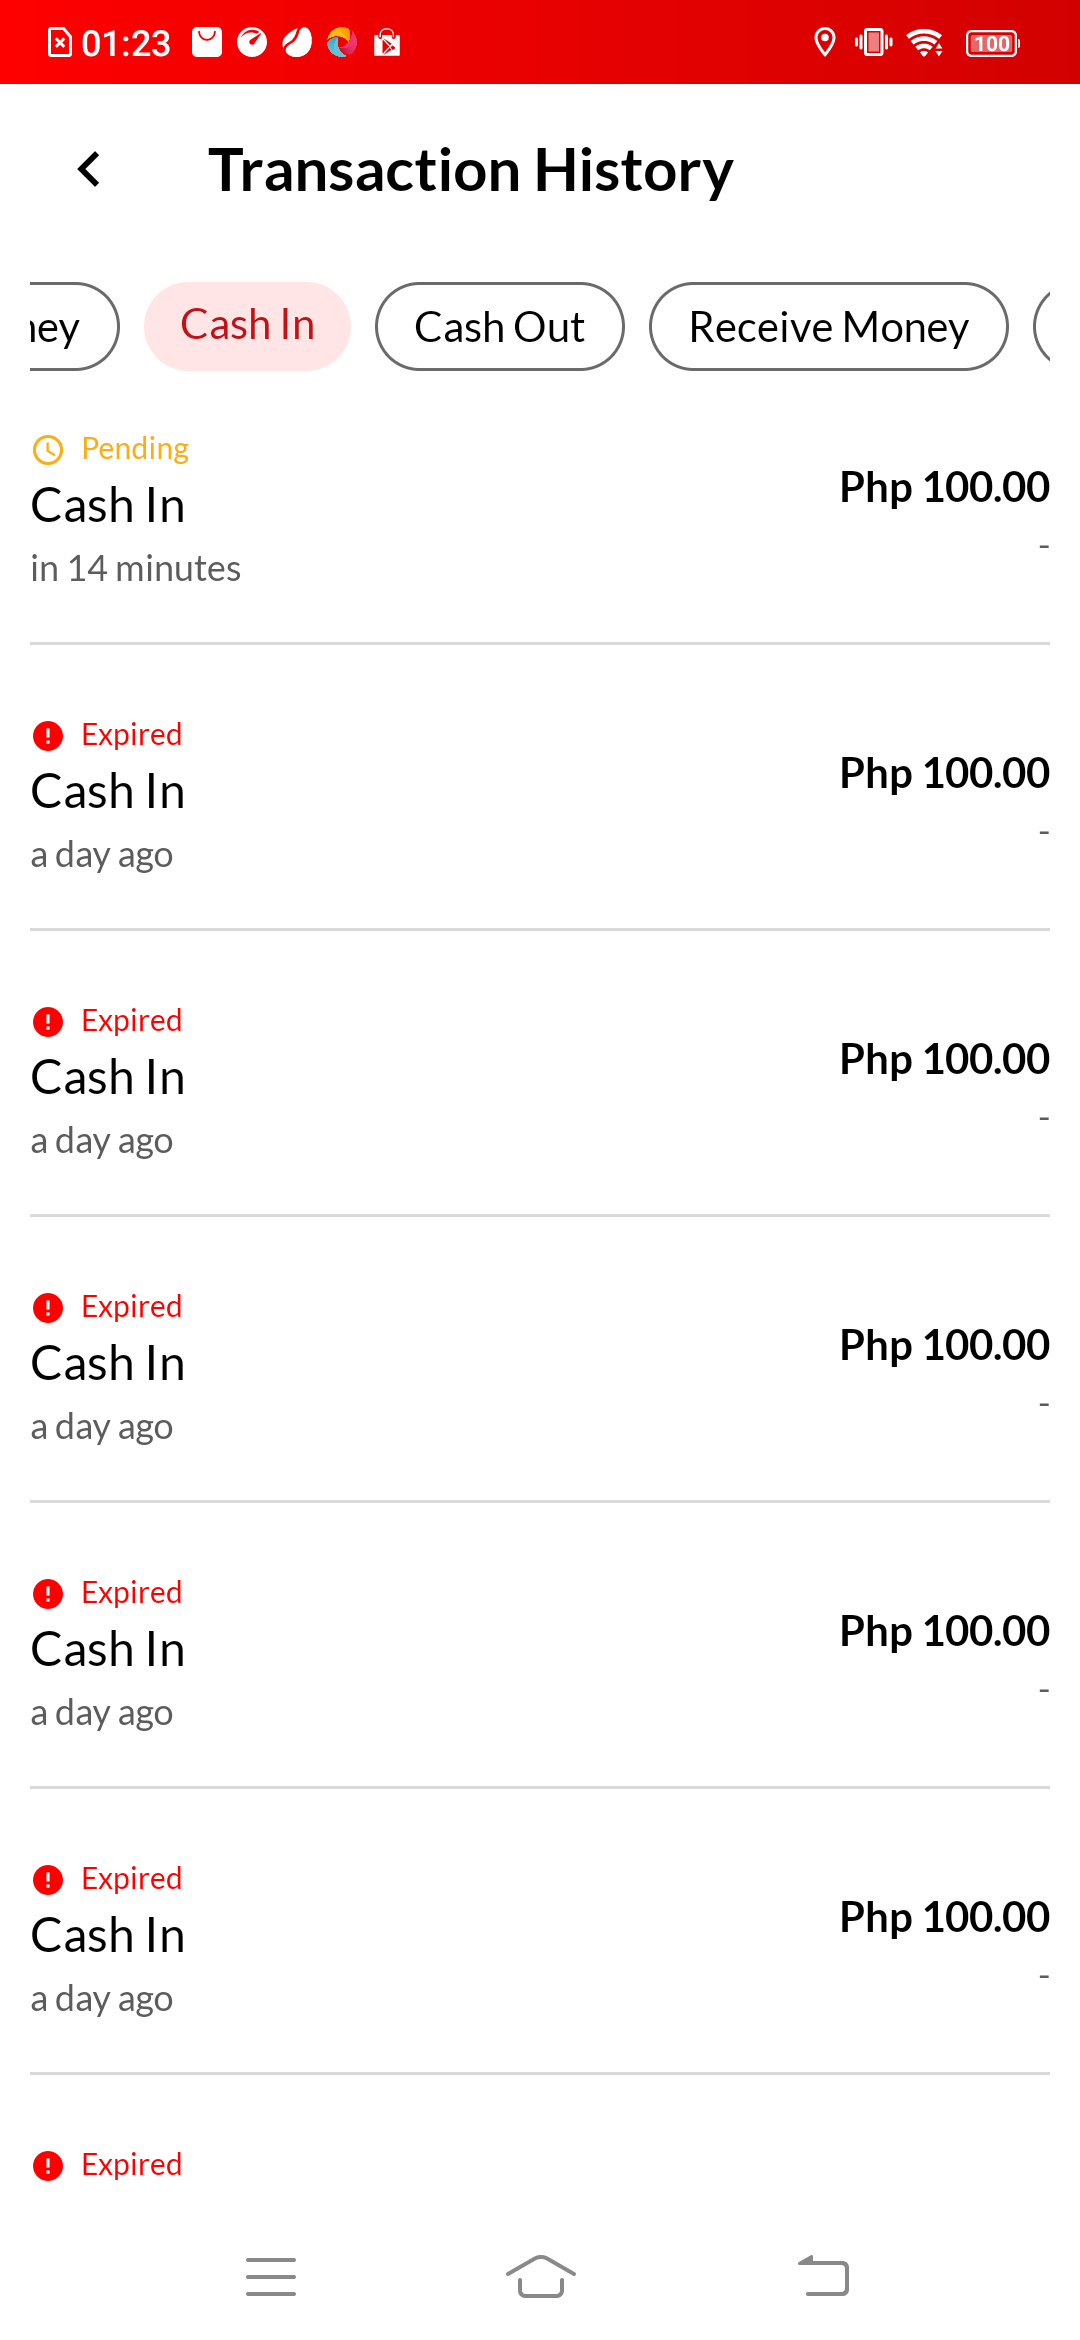 01:23
100
Transaction History
ney Cash In Cash Out Receive Money
Pending
Cash In
Php 100.00
-
in 14 minutes
Expired
Cash In
Php 100.00
-
a day ago
Expired
Cash In
Php 100.00
-
a day ago
Expired
Cash In
Php 100.00
-
a day ago
Expired
Cash In
Php 100.00
-
a day ago
Expired
Cash In
Php 100.00
-
a day ago
Expired